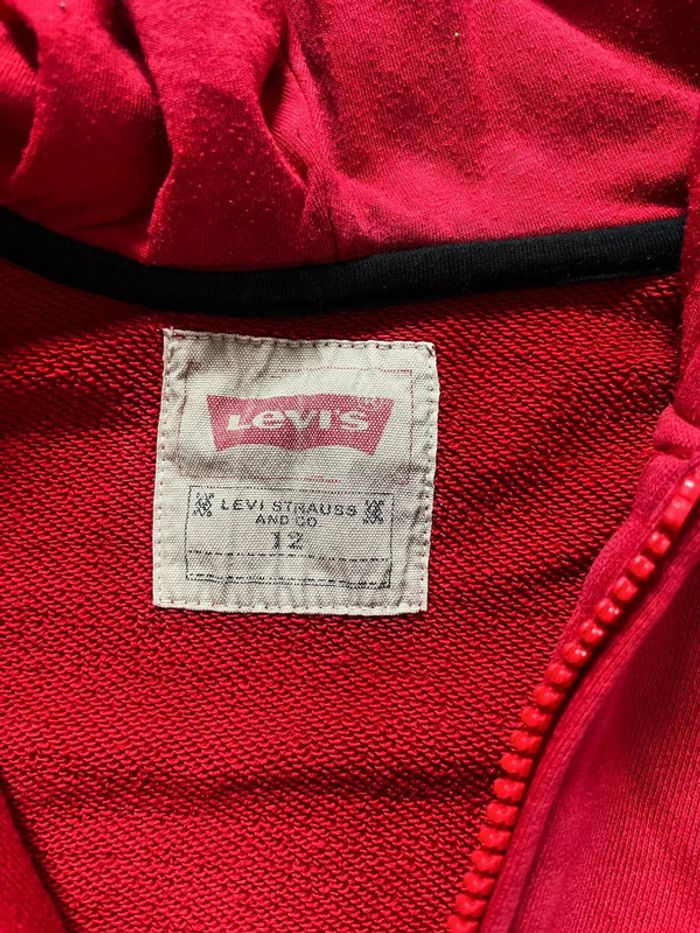 LEVI'S
LEVI STRAUSS
AND CO
12